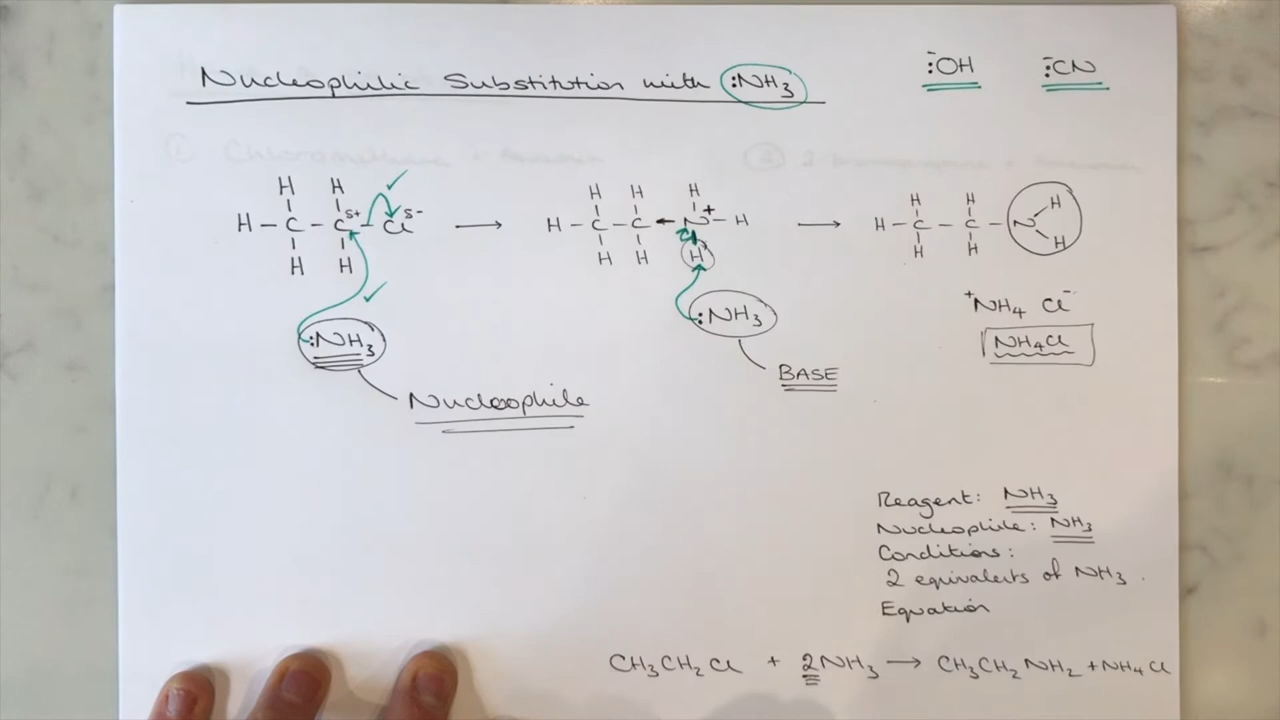 Nucleophilic Substitution with :NH3
:̄OH :̄CN
H H
H - C - C δ+ - Cl δ-
H H
:NH3
Nucleophile
H H H
H - C - C - N+ - H
H H H
:NH3
BASE
H H H
H - C - C - N
H H H
+NH4 Cl-
NH4Cl
Reagent: NH3
Nucleophile: NH3
Conditions:
2 equivalents of NH3.
Equation
CH3CH2Cl + 2NH3 → CH3CH2NH2 + NH4Cl